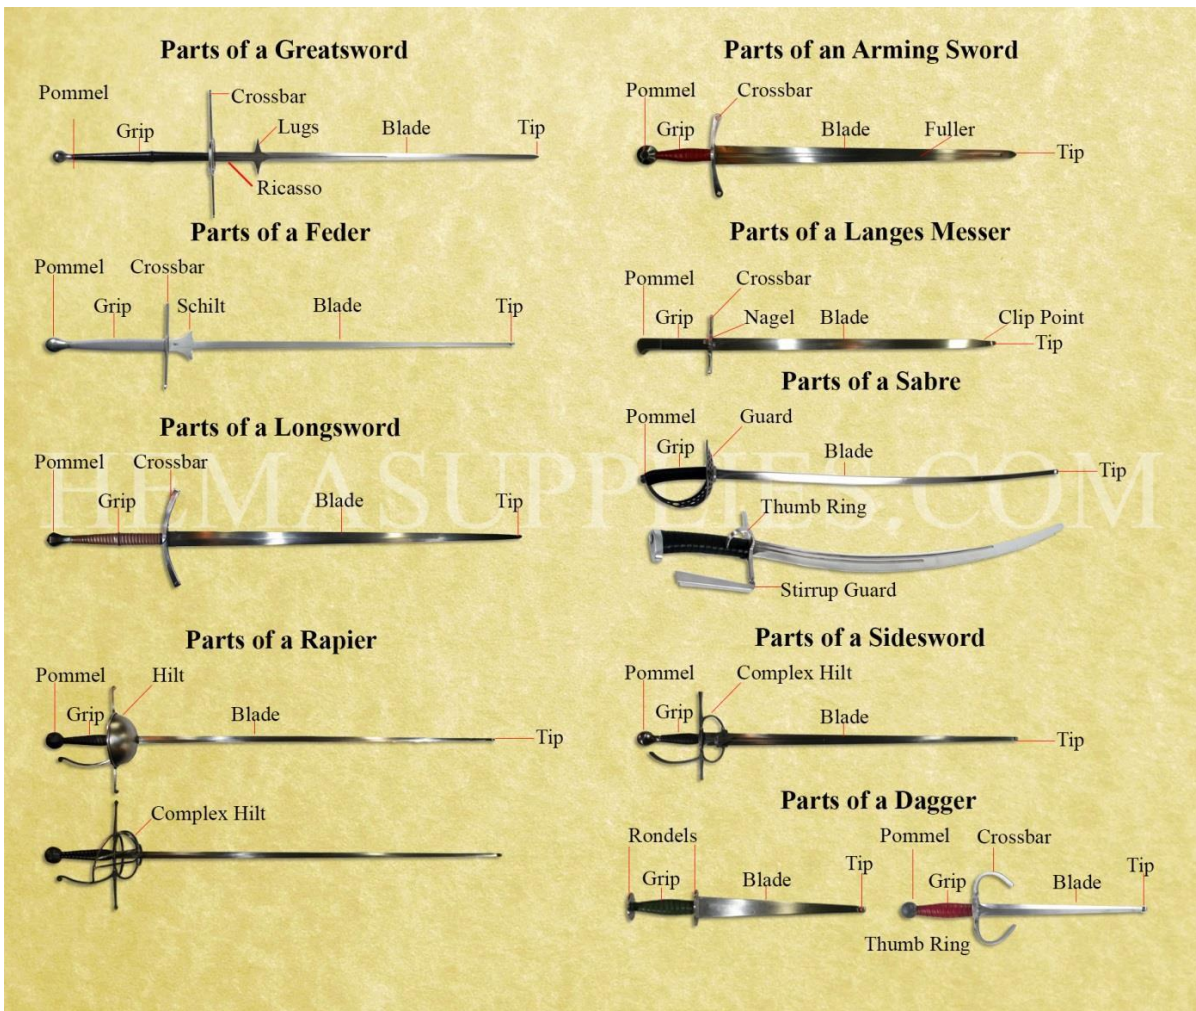 Parts of a Greatsword
Pommel
Crossbar
Grip
Lugs
Blade
Tip
Ricasso
Parts of a Feder
Pommel
Crossbar
Grip
Schilt
Blade
Tip
Parts of a Longsword
Pommel
Crossbar
Grip
Blade
Tip
Parts of a Rapier
Pommel
Hilt
Grip
Blade
Tip
Complex Hilt
Parts of an Arming Sword
Pommel
Crossbar
Grip
Blade
Fuller
Tip
Parts of a Langes Messer
Pommel
Crossbar
Grip
Nagel
Blade
Clip Point
Tip
Parts of a Sabre
Pommel
Guard
Grip
Blade
Tip
Thumb Ring
Stirrup Guard
Parts of a Sidesword
Pommel
Complex Hilt
Grip
Blade
Tip
Parts of a Dagger
Rondels
Grip
Blade
Tip
Pommel
Crossbar
Grip
Blade
Tip
Thumb Ring
HEMASUPPLIES.COM